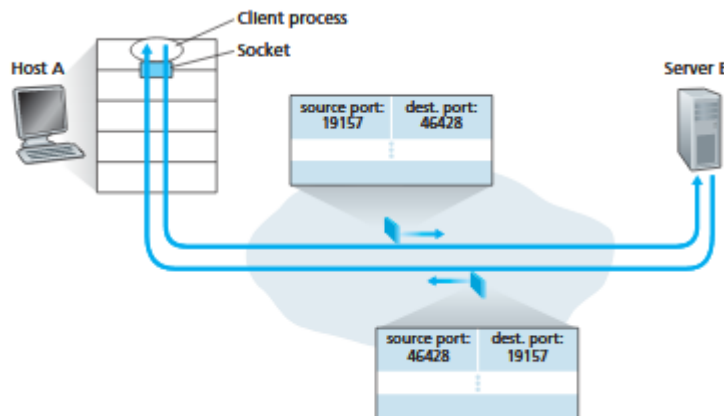 Client process
Socket
Host A
Server B
source port:
19157
dest. port:
46428
source port:
46428
dest. port:
19157